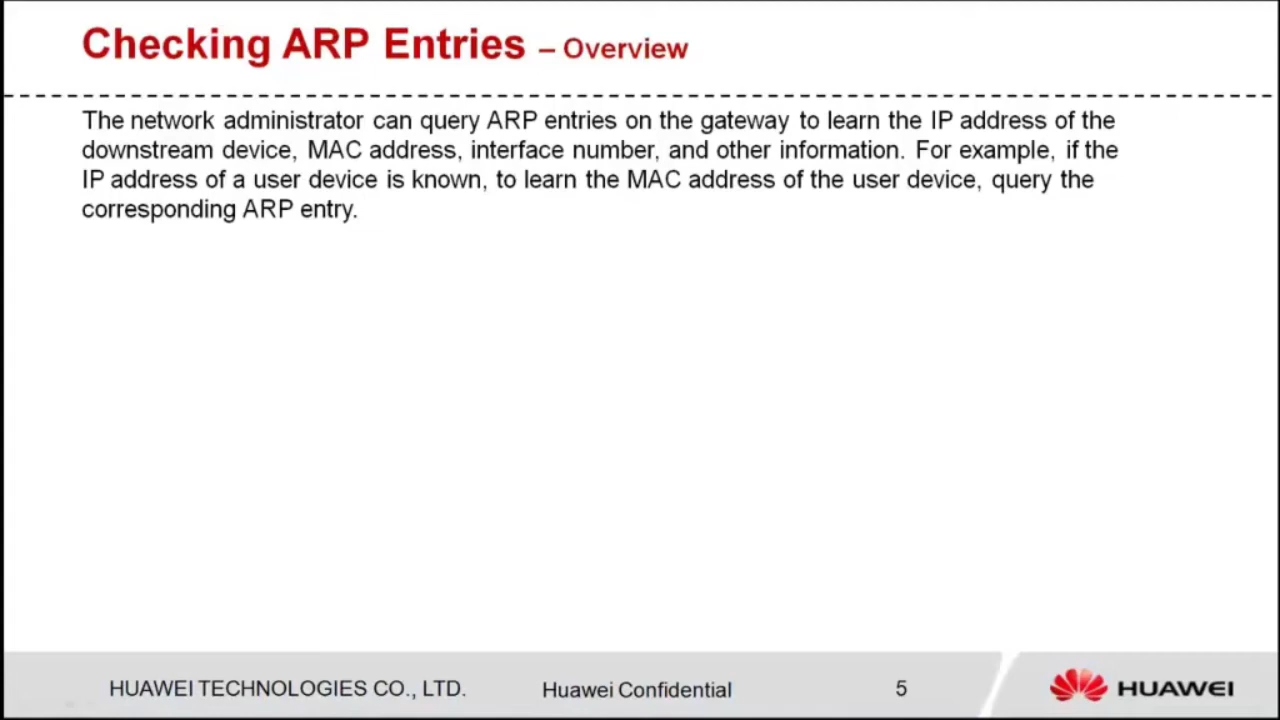 Checking ARP Entries – Overview
The network administrator can query ARP entries on the gateway to learn the IP address of the
downstream device, MAC address, interface number, and other information. For example, if the
IP address of a user device is known, to learn the MAC address of the user device, query the
corresponding ARP entry.
HUAWEI TECHNOLOGIES CO., LTD. Huawei Confidential 5 HUAWEI